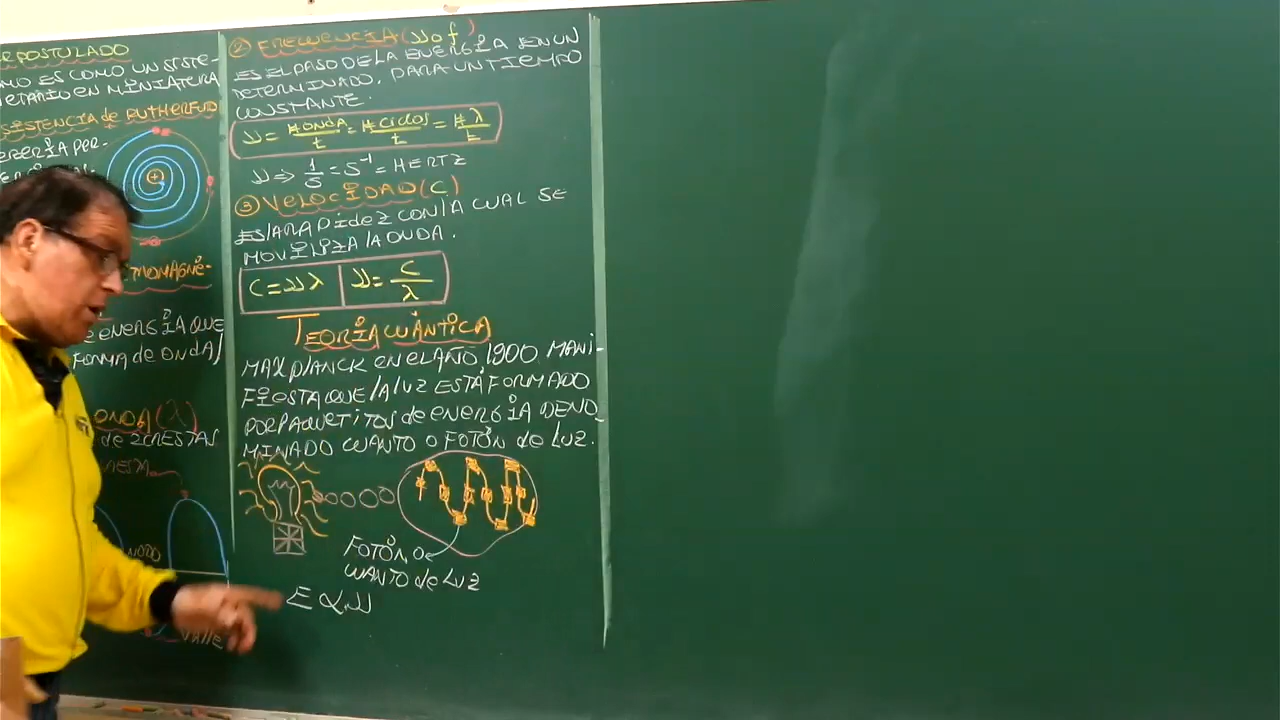 POSTULADO
ES COMO UN SISTE-
EN MINIATURA
de RUTHERFORD
ENERGÍA PER-
+
ENERGÍA QUE
FORMA de ONDA/
ONDA (λ)
de 2 CRESTAS
NODO
VALLE
② FRECUENCIA (ν o f)
ES EL PASO DE LA ENERGÍA EN UN
DETERMINADO. PARA UN TIEMPO
CONSTANTE.
ν = #ONDA/t = #CICLOS/t = #λ/t
ν ⇒ 1/S = S⁻¹ = HERTZ
③ VELOCIDAD (C)
ES LA RAPIDEZ CON LA CUAL SE
MOVILIZA LA ONDA.
C = νλ | ν = C/λ
TEORÍA CUÁNTICA
MAX PLANCK EN EL AÑO 1900. MANI-
FIESTA QUE LA LUZ ESTÁ FORMADO
POR PAQUETITOS de ENERGÍA DENO_
MINADO CUANTO O FOTÓN de LUZ.
FOTÓN O
CUANTO de LUZ
E α ν